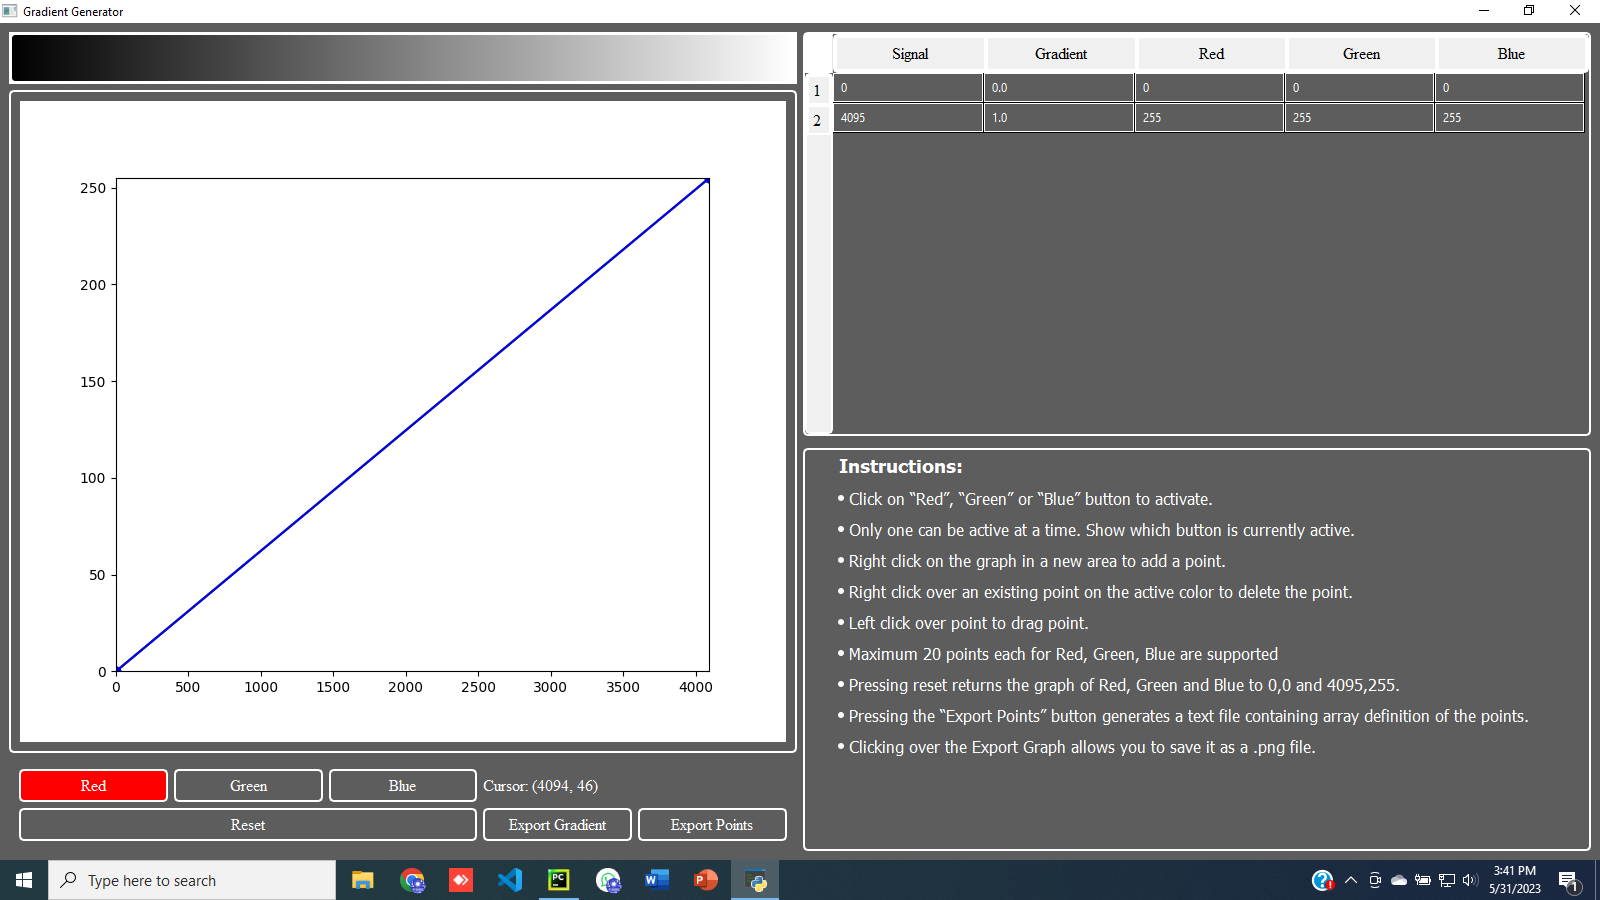 Gradient Generator
Signal Gradient Red Green Blue
1 0 0.0 0 0 0
2 4095 1.0 255 255 255
250
200
150
100
50
0
0 500 1000 1500 2000 2500 3000 3500 4000
Red Green Blue Cursor: (4094, 46)
Reset Export Gradient Export Points
Instructions:
• Click on “Red”, “Green” or “Blue” button to activate.
• Only one can be active at a time. Show which button is currently active.
• Right click on the graph in a new area to add a point.
• Right click over an existing point on the active color to delete the point.
• Left click over point to drag point.
• Maximum 20 points each for Red, Green, Blue are supported
• Pressing reset returns the graph of Red, Green and Blue to 0,0 and 4095,255.
• Pressing the “Export Points” button generates a text file containing array definition of the points.
• Clicking over the Export Graph allows you to save it as a .png file.
Type here to search
PC
W
P
3:41 PM
5/31/2023
1